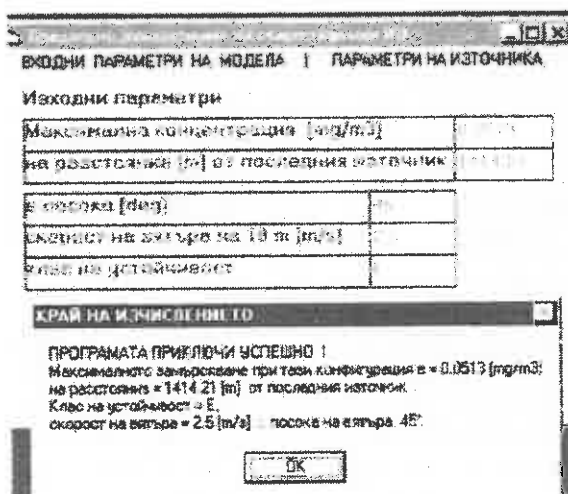 ВХОДНИ ПАРАМЕТРИ НА МОДЕЛА | ПАРАМЕТРИ НА ИЗТОЧНИКА
Изходни параметри
Максимална концентрация [mg/m3]
на разстояние [m] от последния източник
в посока [deg]
скорост на вятъра на 10 m [m/s]
клас на устойчивост
КРАЙ НА ИЗЧИСЛЕНИЕТО
ПРОГРАМАТА ПРИКЛЮЧИ УСПЕШНО !
Максималното замърсяване при тази конфигурация е = 0.0513 [mgr/m3]
на разстояние = 1414.21 [m] от последния източник.
Клас на устойчивост = E,
скорост на вятъра = 2.5 [m/s] посока на вятъра 45°.
OK